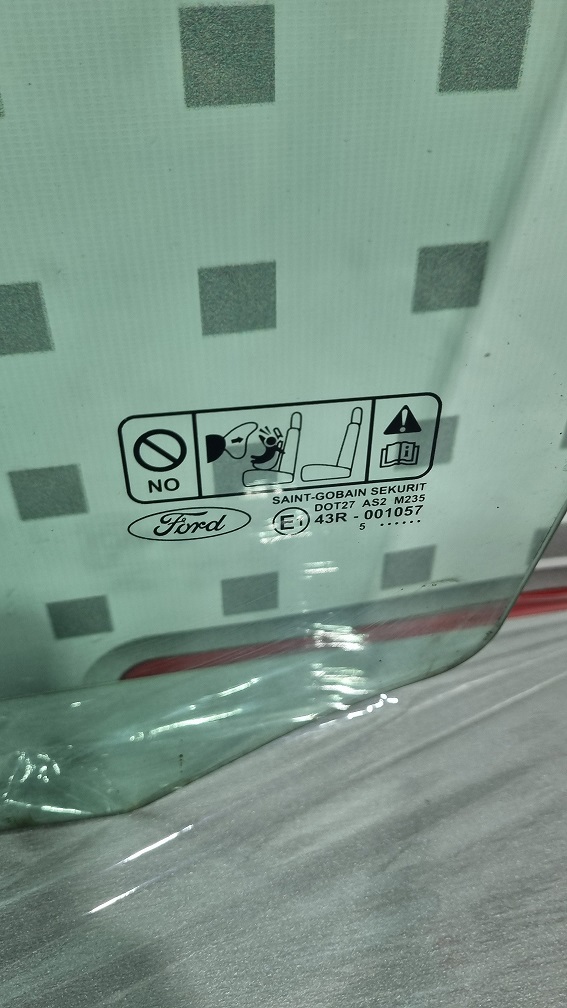 NO
SAINT-GOBAIN SEKURIT
DOT27 AS2 M235
Ford E1 43R - 001057
5 ......